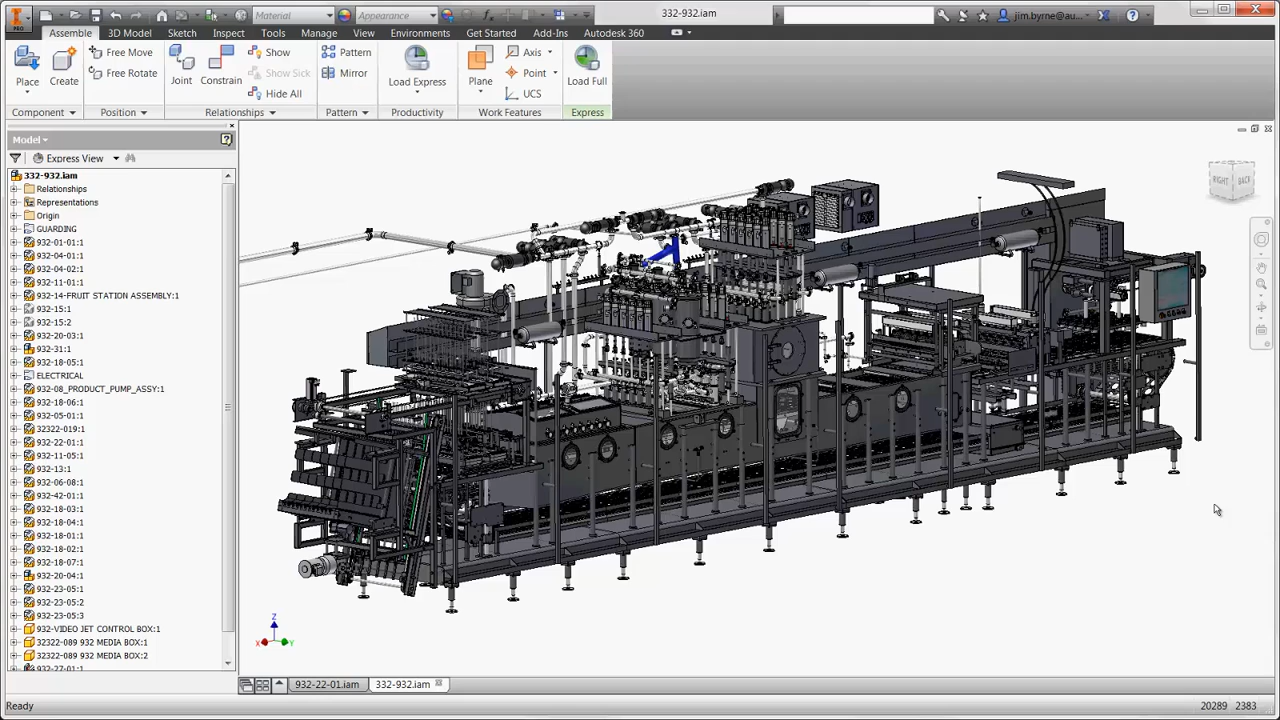 Material
Appearance
332-932.iam
jim.byrne@au...
PRO
Assemble 3D Model Sketch Inspect Tools Manage View Environments Get Started Add-Ins Autodesk 360
Place
Create
Free Move
Free Rotate
Joint
Constrain
Show
Show Sick
Hide All
Pattern
Mirror
Load Express
Plane
Axis
Point
UCS
Load Full
Component Position Relationships Pattern Productivity Work Features Express
Model
Express View
332-932.iam
Relationships
Representations
Origin
GUARDING
932-01-01:1
932-04-01:1
932-04-02:1
932-11-01:1
932-14-FRUIT STATION ASSEMBLY:1
932-15:1
932-15:2
932-20-03:1
932-31:1
932-18-05:1
ELECTRICAL
932-08_PRODUCT_PUMP_ASSY:1
932-18-06:1
932-05-01:1
32322-019:1
932-22-01:1
932-11-05:1
932-13:1
932-06-08:1
932-42-01:1
932-18-03:1
932-18-04:1
932-18-01:1
932-18-02:1
932-18-07:1
932-20-04:1
932-23-05:1
932-23-05:2
932-23-05:3
932-VIDEO JET CONTROL BOX:1
32322-089 932 MEDIA BOX:1
32322-089 932 MEDIA BOX:2
932-27-01:1
RIGHT BACK
Z
X Y
932-22-01.iam 332-932.iam
Ready
20289 2383